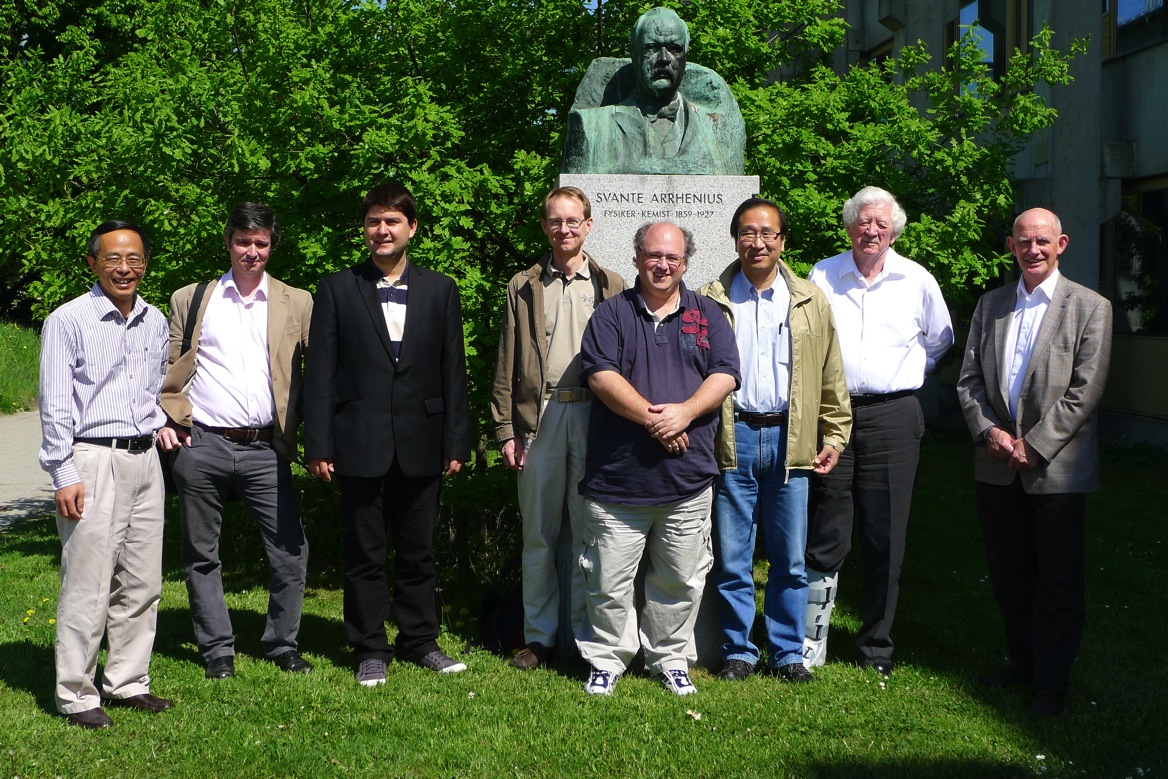 SVANTE ARRHENIUS
FYSIKER · KEMIST · 1859-1927